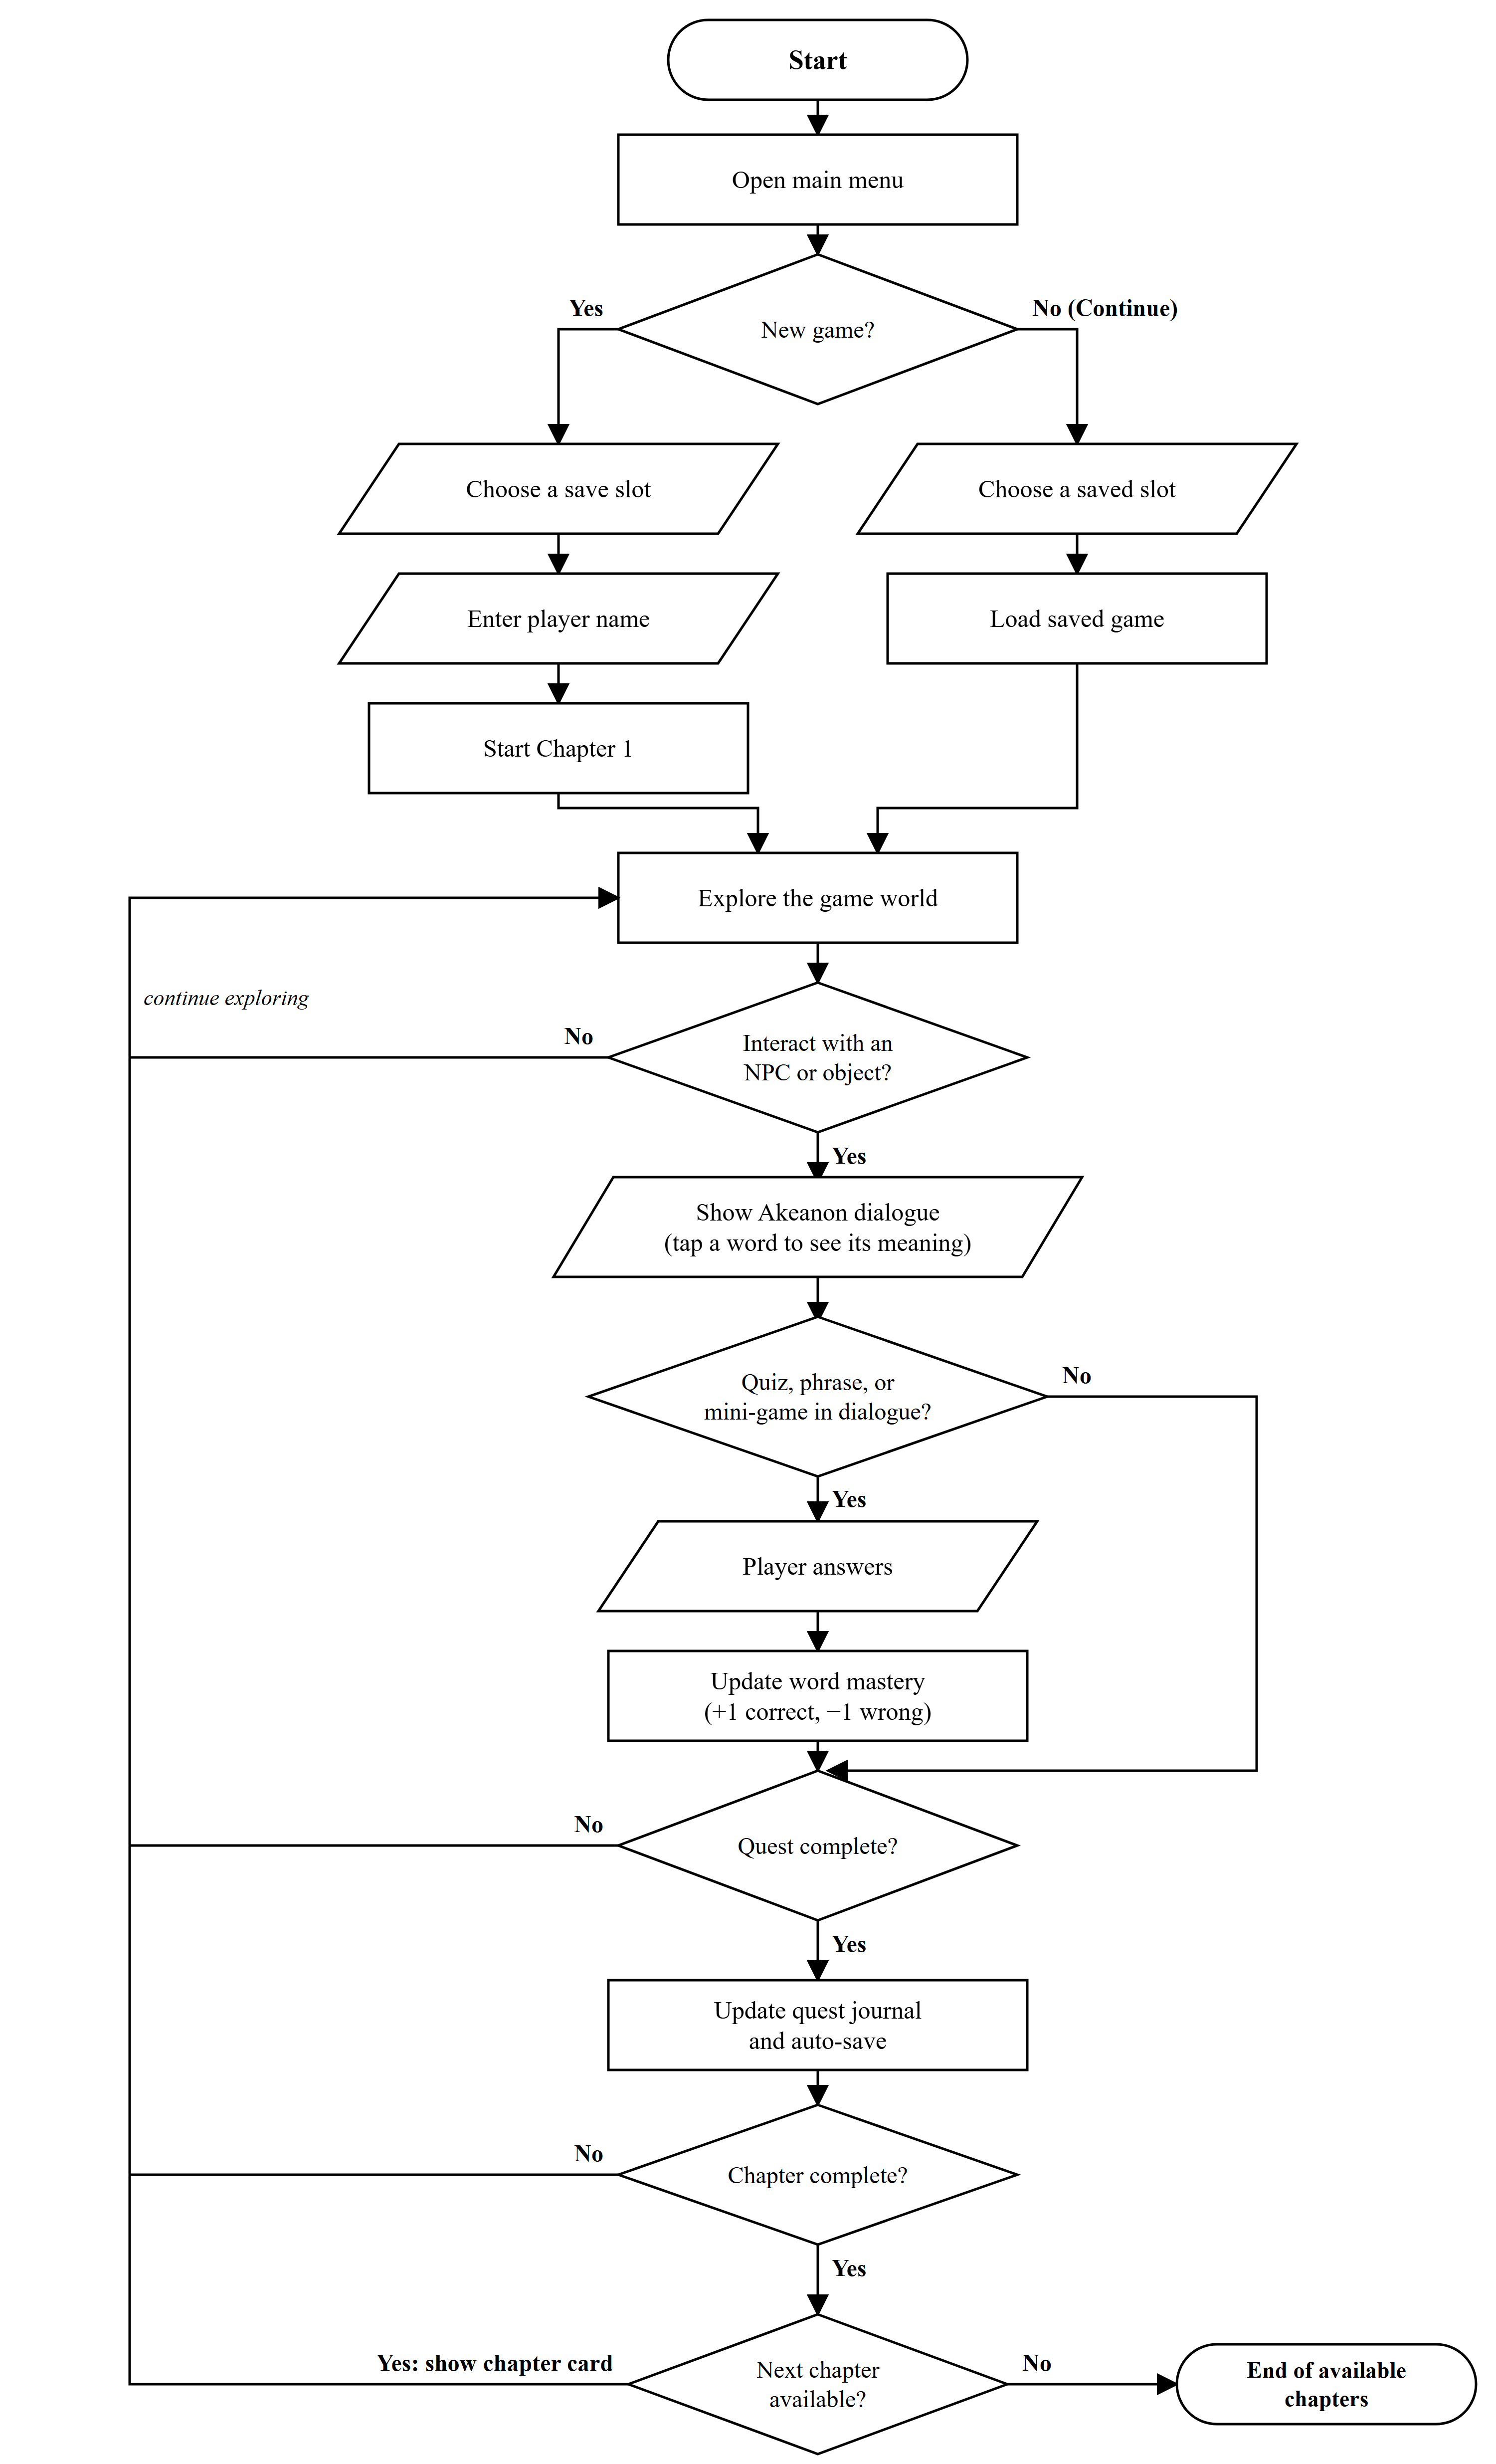 Start
Open main menu
New game?
Yes
No (Continue)
Choose a save slot
Choose a saved slot
Enter player name
Load saved game
Start Chapter 1
Explore the game world
continue exploring
No
Interact with an
NPC or object?
Yes
Show Akeanon dialogue
(tap a word to see its meaning)
Quiz, phrase, or
mini-game in dialogue?
No
Yes
Player answers
Update word mastery
(+1 correct, −1 wrong)
No
Quest complete?
Yes
Update quest journal
and auto-save
No
Chapter complete?
Yes
Yes: show chapter card
Next chapter
available?
No
End of available
chapters